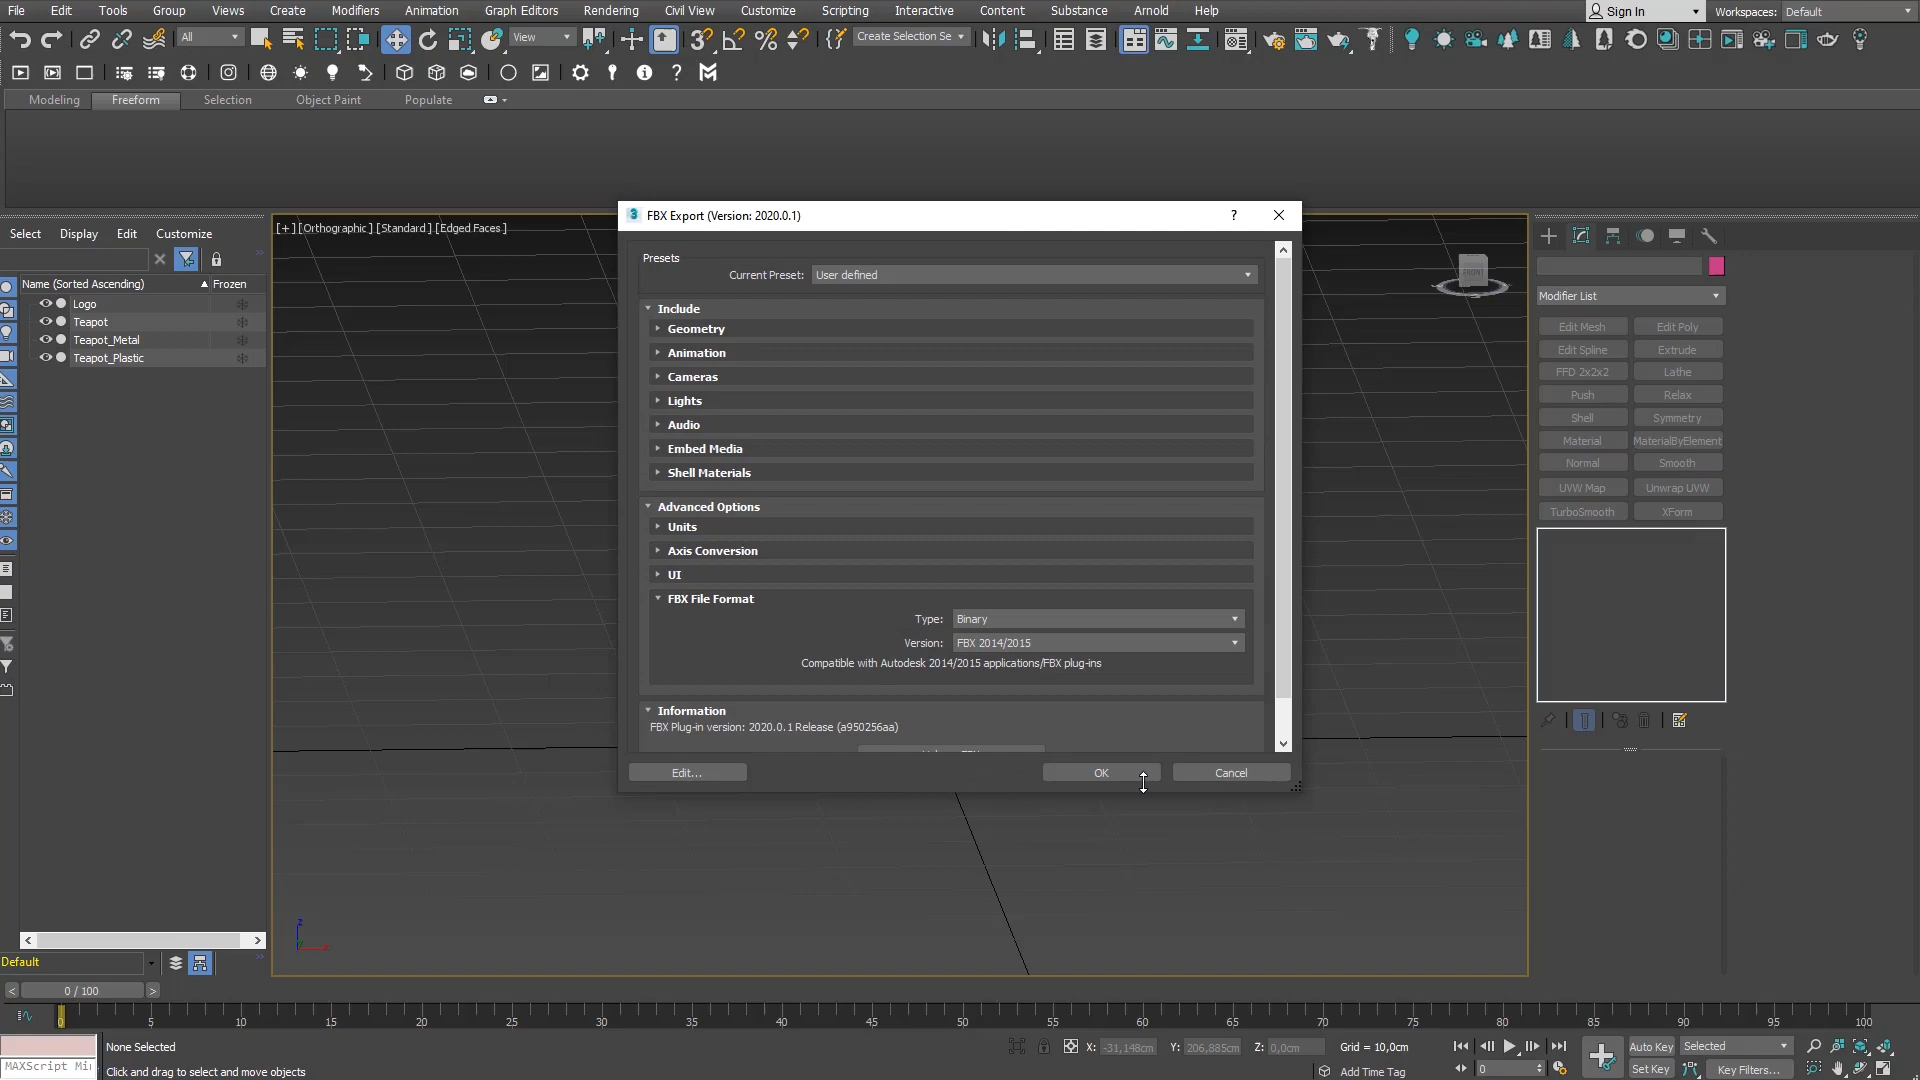 File Edit Tools Group Views Create Modifiers Animation Graph Editors Rendering Civil View Customize Scripting Interactive Content Substance Arnold Help Sign In Workspaces: Default
All View Create Selection Se
Modeling Freeform Selection Object Paint Populate
FBX Export (Version: 2020.0.1)
[+] [Orthographic] [Standard] [Edged Faces]
Select Display Edit Customize
Name (Sorted Ascending) Frozen
Logo
Teapot
Teapot_Metal
Teapot_Plastic
Presets
Current Preset: User defined
Include
Geometry
Animation
Cameras
Lights
Audio
Embed Media
Shell Materials
Advanced Options
Units
Axis Conversion
UI
FBX File Format
Type: Binary
Version: FBX 2014/2015
Compatible with Autodesk 2014/2015 applications/FBX plug-ins
Information
FBX Plug-in version: 2020.0.1 Release (a950256aa)
Edit... OK Cancel
FRONT
Modifier List
Edit Mesh Edit Poly
Edit Spline Extrude
FFD 2x2x2 Lathe
Push Relax
Shell Symmetry
Material MaterialByElement
Normal Smooth
UVW Map Unwrap UVW
TurboSmooth XForm
z
Default
0 / 100
0 5 10 15 20 25 30 35 40 45 50 55 60 65 70 75 80 85 90 95 100
None Selected X: -31,148cm Y: 206,885cm Z: 0,0cm Grid = 10,0cm Auto Key Selected
MAXScript Mi Click and drag to select and move objects Add Time Tag 0 Set Key Key Filters...